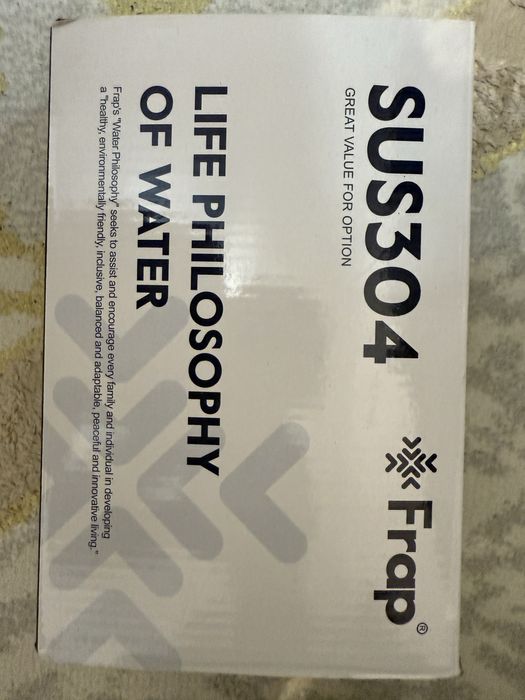 SUS304
GREAT VALUE FOR OPTION
Frap®
LIFE PHILOSOPHY
OF WATER
Frap's "Water Philosophy" seeks to assist and encourage every family and individual in developing
a "healthy, environmentally friendly, inclusive, balanced and adaptable, peaceful and innovative living."